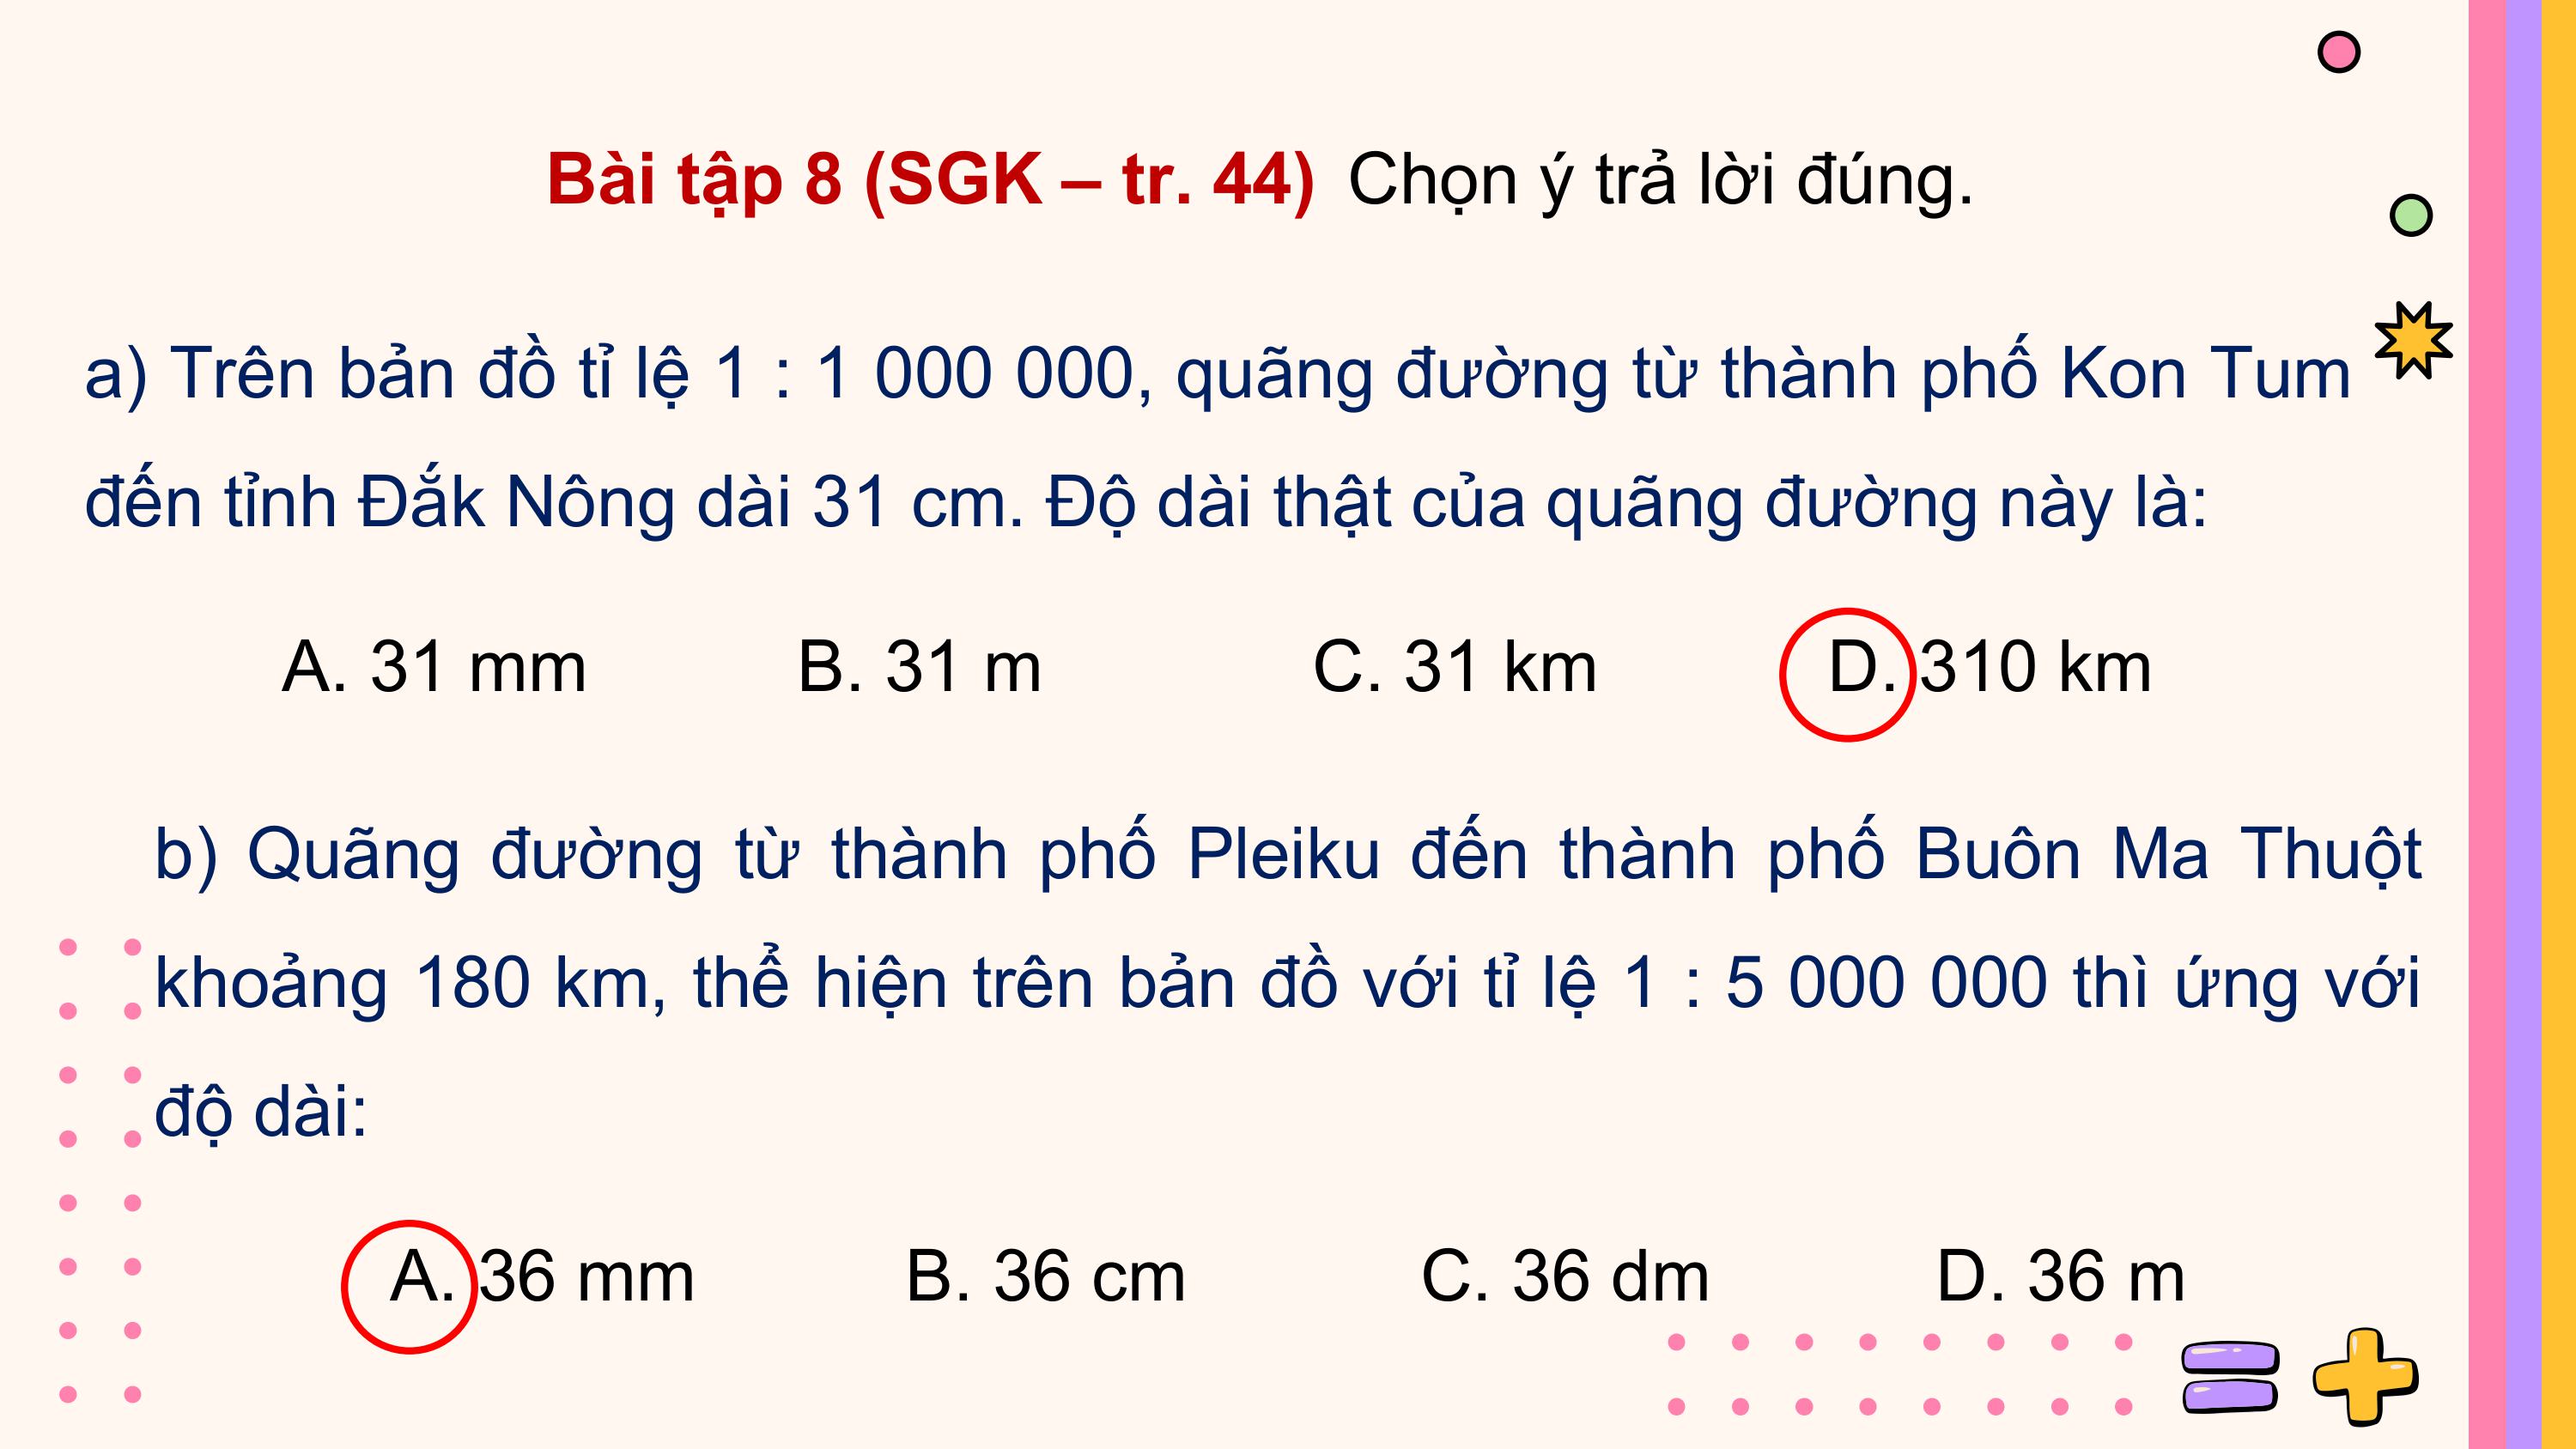 Bài tập 8 (SGK – tr. 44) Chọn ý trả lời đúng.
a) Trên bản đồ tỉ lệ 1 : 1 000 000, quãng đường từ thành phố Kon Tum
đến tỉnh Đắk Nông dài 31 cm. Độ dài thật của quãng đường này là:
A. 31 mm B. 31 m C. 31 km D. 310 km
b) Quãng đường từ thành phố Pleiku đến thành phố Buôn Ma Thuột
khoảng 180 km, thể hiện trên bản đồ với tỉ lệ 1 : 5 000 000 thì ứng với
độ dài:
A. 36 mm B. 36 cm C. 36 dm D. 36 m